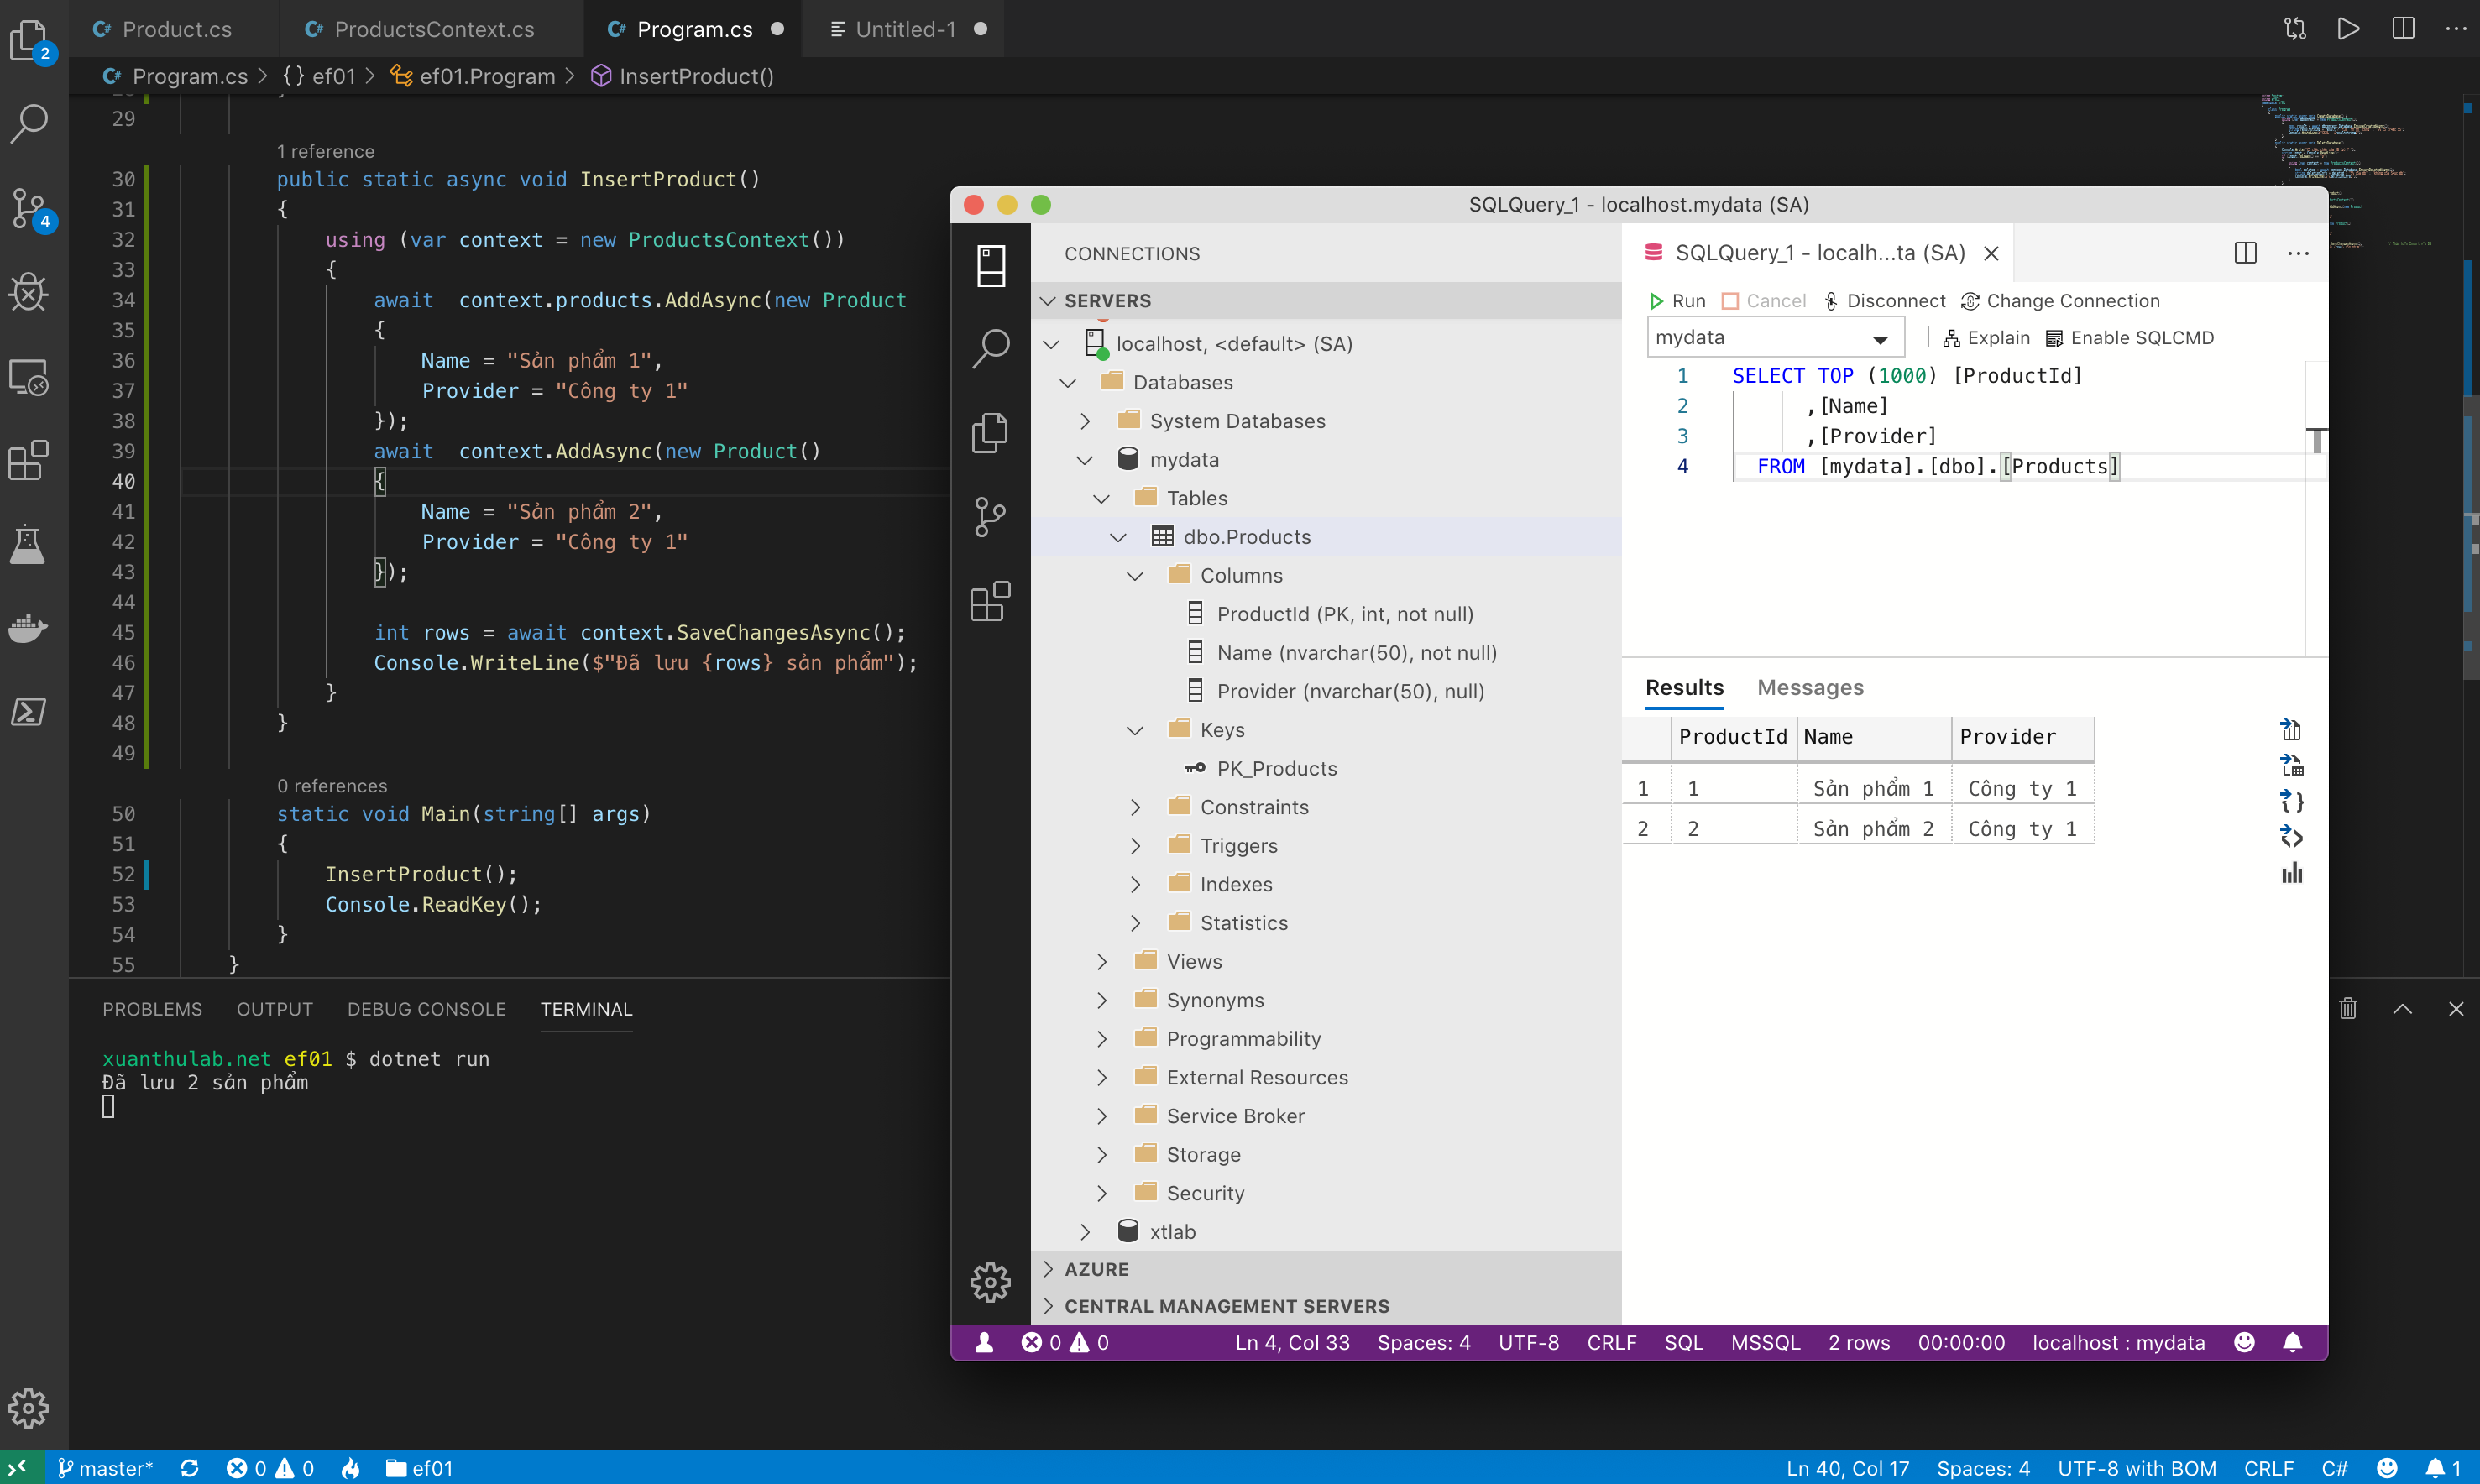 Product.cs
ProductsContext.cs
Program.cs
Untitled-1
Program.cs > {} ef01 > ef01.Program > InsertProduct()
2
4
29
1 reference
30 public static async void InsertProduct()
31 {
32 using (var context = new ProductsContext())
33 {
34 await  context.products.AddAsync(new Product
35 {
36 Name = "Sản phẩm 1",
37 Provider = "Công ty 1"
38 });
39 await  context.AddAsync(new Product()
40 {
41 Name = "Sản phẩm 2",
42 Provider = "Công ty 1"
43 });
44
45 int rows = await context.SaveChangesAsync();
46 Console.WriteLine($"Đã lưu {rows} sản phẩm");
47 }
48 }
49
0 references
50 static void Main(string[] args)
51 {
52 InsertProduct();
53 Console.ReadKey();
54 }
55 }
PROBLEMS OUTPUT DEBUG CONSOLE TERMINAL
xuanthulab.net ef01 $ dotnet run
Đã lưu 2 sản phẩm
SQLQuery_1 - localhost.mydata (SA)
CONNECTIONS
SERVERS
localhost, <default> (SA)
Databases
System Databases
mydata
Tables
dbo.Products
Columns
ProductId (PK, int, not null)
Name (nvarchar(50), not null)
Provider (nvarchar(50), null)
Keys
PK_Products
Constraints
Triggers
Indexes
Statistics
Views
Synonyms
Programmability
External Resources
Service Broker
Storage
Security
xtlab
AZURE
CENTRAL MANAGEMENT SERVERS
SQLQuery_1 - localh...ta (SA)
Run Cancel Disconnect Change Connection
mydata Explain Enable SQLCMD
1 SELECT TOP (1000) [ProductId]
2 ,[Name]
3 ,[Provider]
4 FROM [mydata].[dbo].[Products]
Results Messages
ProductId Name Provider
1 1 Sản phẩm 1 Công ty 1
2 2 Sản phẩm 2 Công ty 1
0 0 Ln 4, Col 33 Spaces: 4 UTF-8 CRLF SQL MSSQL 2 rows 00:00:00 localhost : mydata
master* 0 0 ef01 Ln 40, Col 17 Spaces: 4 UTF-8 with BOM CRLF C# 1